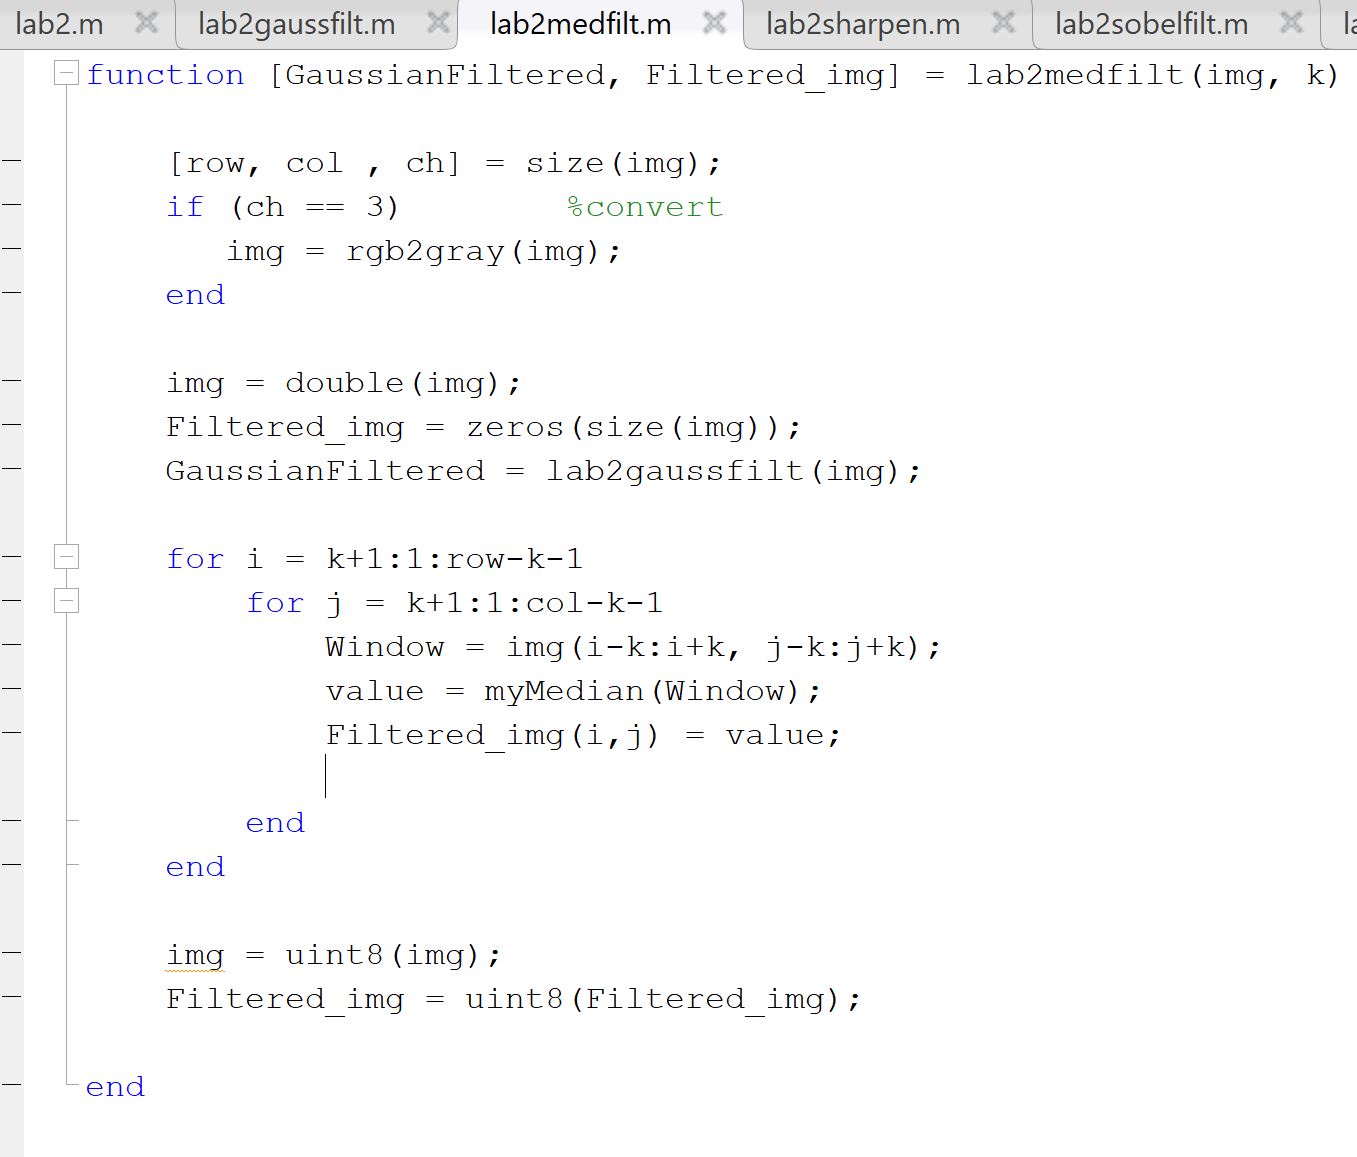 lab2.m lab2gaussfilt.m lab2medfilt.m lab2sharpen.m lab2sobelfilt.m
function [GaussianFiltered, Filtered_img] = lab2medfilt(img, k)
[row, col , ch] = size(img);
if (ch == 3) %convert
img = rgb2gray(img);
end
img = double(img);
Filtered_img = zeros(size(img));
GaussianFiltered = lab2gaussfilt(img);
for i = k+1:1:row-k-1
for j = k+1:1:col-k-1
Window = img(i-k:i+k, j-k:j+k);
value = myMedian(Window);
Filtered_img(i,j) = value;
end
end
img = uint8(img);
Filtered_img = uint8(Filtered_img);
end